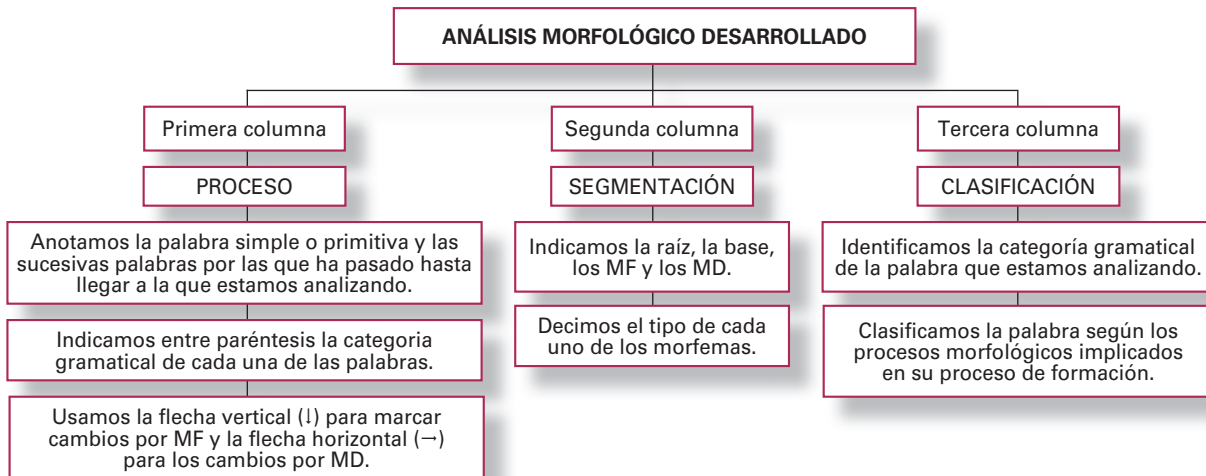 ANÁLISIS MORFOLÓGICO DESARROLLADO
Primera columna
PROCESO
Anotamos la palabra simple o primitiva y las
sucesivas palabras por las que ha pasado hasta
llegar a la que estamos analizando.
Indicamos entre paréntesis la categoria
gramatical de cada una de las palabras.
Usamos la flecha vertical (↓) para marcar
cambios por MF y la flecha horizontal (→)
para los cambios por MD.
Segunda columna
SEGMENTACIÓN
Indicamos la raíz, la base,
los MF y los MD.
Decimos el tipo de cada
uno de los morfemas.
Tercera columna
CLASIFICACIÓN
Identificamos la categoría gramatical
de la palabra que estamos analizando.
Clasificamos la palabra según los
procesos morfológicos implicados
en su proceso de formación.